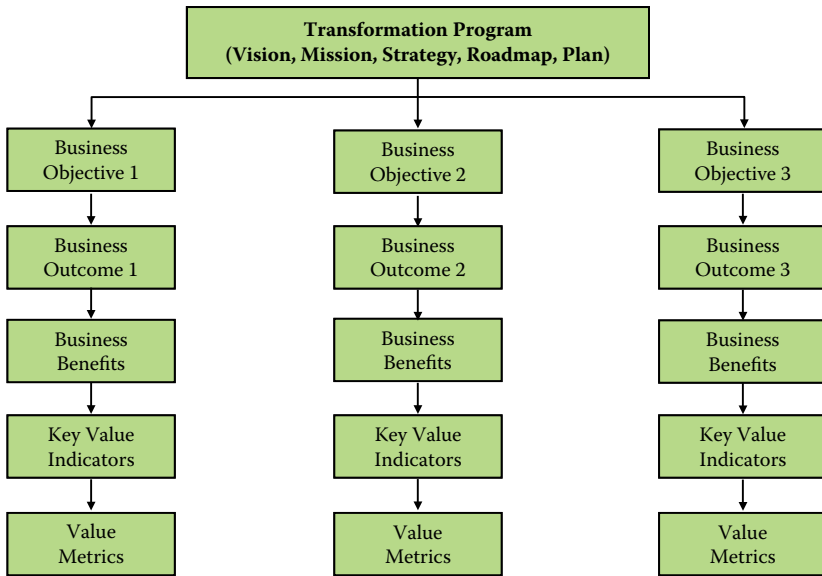 Transformation Program
(Vision, Mission, Strategy, Roadmap, Plan)
Business
Objective 1
Business
Objective 2
Business
Objective 3
Business
Outcome 1
Business
Outcome 2
Business
Outcome 3
Business
Benefits
Business
Benefits
Business
Benefits
Key Value
Indicators
Key Value
Indicators
Key Value
Indicators
Value
Metrics
Value
Metrics
Value
Metrics